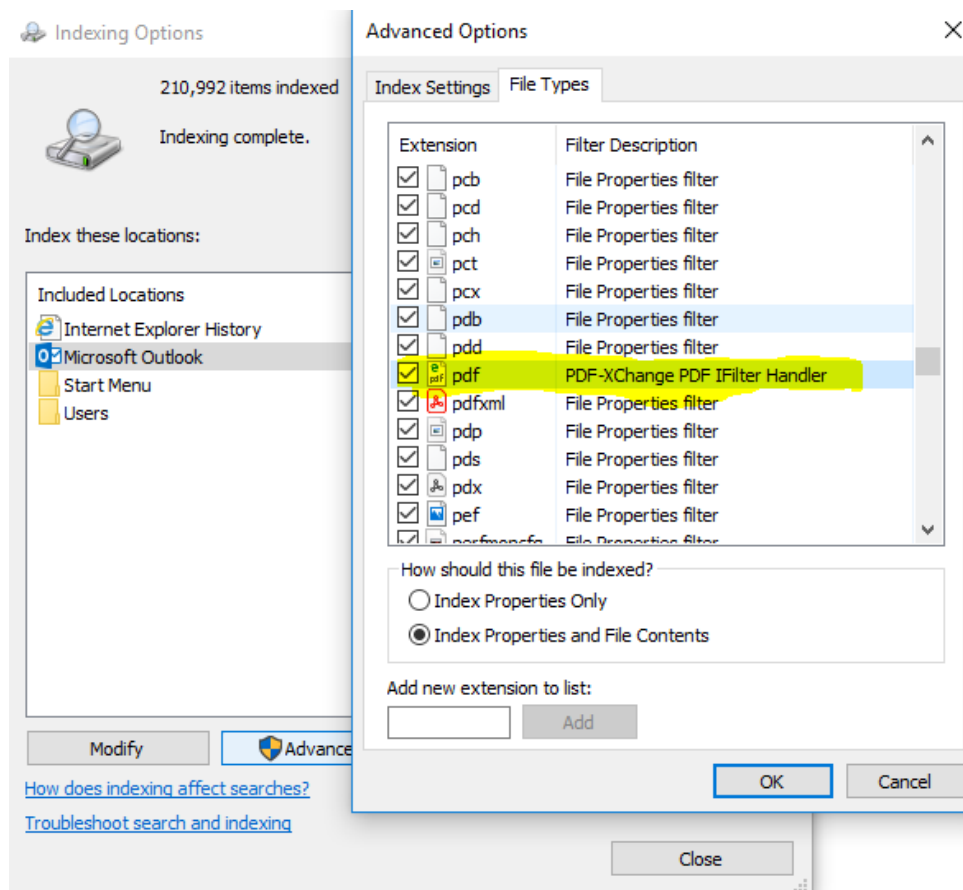 Indexing Options
210,992 items indexed
Indexing complete.
Index these locations:
Included Locations
Internet Explorer History
Microsoft Outlook
Start Menu
Users
Modify
Advance
How does indexing affect searches?
Troubleshoot search and indexing
Close
Advanced Options
Index Settings File Types
Extension Filter Description
pcb File Properties filter
pcd File Properties filter
pch File Properties filter
pct File Properties filter
pcx File Properties filter
pdb File Properties filter
pdd File Properties filter
pdf PDF-XChange PDF IFilter Handler
pdfxml File Properties filter
pdp File Properties filter
pds File Properties filter
pdx File Properties filter
pef File Properties filter
perfmoncfg File Properties filter
How should this file be indexed?
Index Properties Only
Index Properties and File Contents
Add new extension to list:
Add
OK Cancel